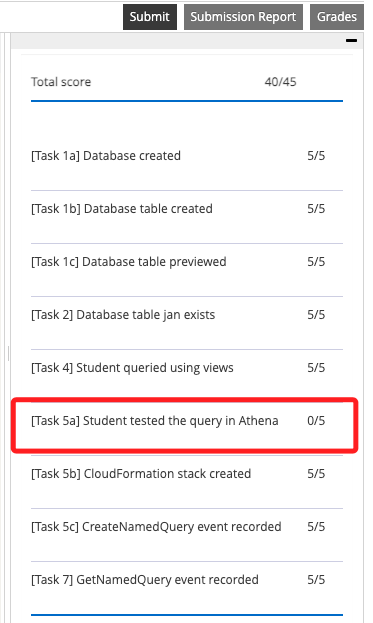 Submit Submission Report Grades
Total score 40/45
[Task 1a] Database created 5/5
[Task 1b] Database table created 5/5
[Task 1c] Database table previewed 5/5
[Task 2] Database table jan exists 5/5
[Task 4] Student queried using views 5/5
[Task 5a] Student tested the query in Athena 0/5
[Task 5b] CloudFormation stack created 5/5
[Task 5c] CreateNamedQuery event recorded 5/5
[Task 7] GetNamedQuery event recorded 5/5